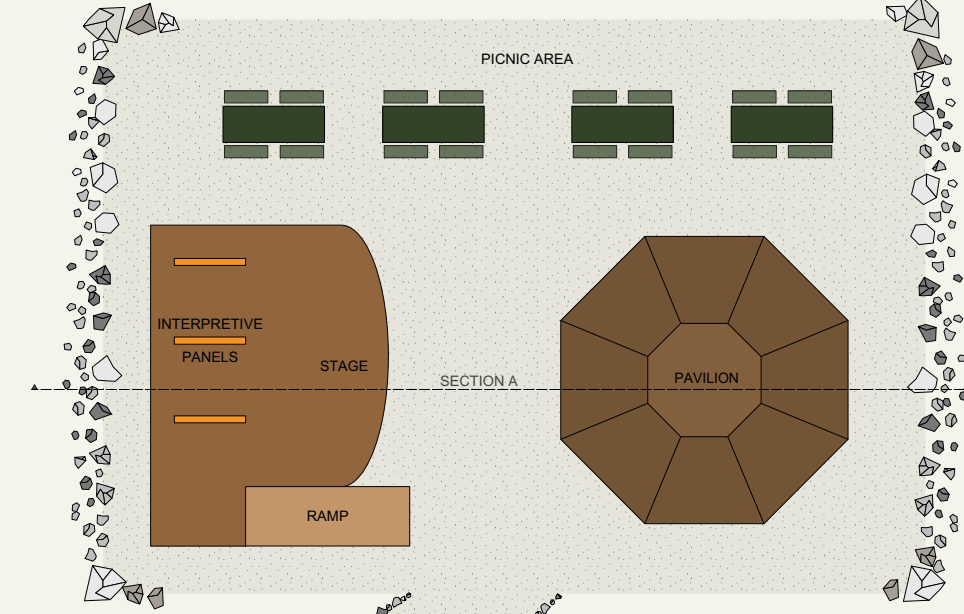 PICNIC AREA
INTERPRETIVE
PANELS
STAGE
SECTION A
PAVILION
RAMP